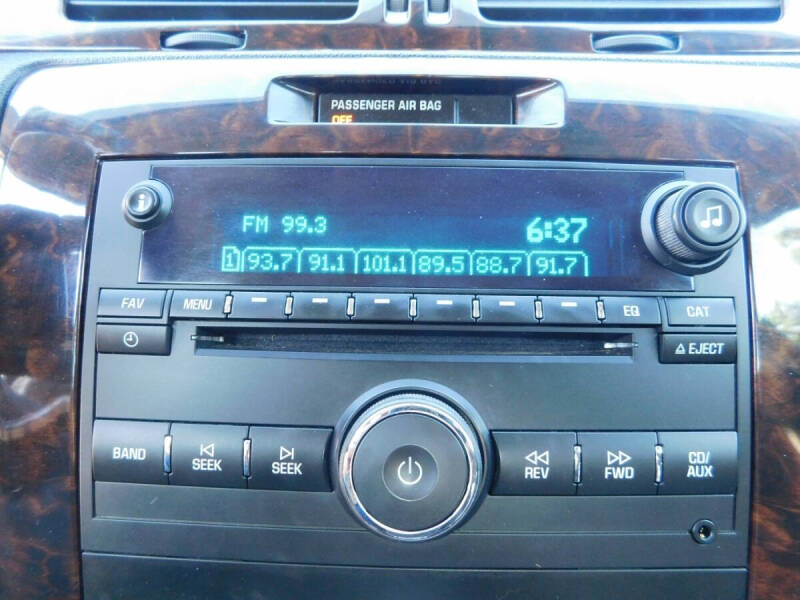 PASSENGER AIR BAG
OFF
i
FM 99.3 6:37
1 93.7 91.1 101.1 89.5 88.7 91.7
FAV MENU EQ CAT
EJECT
BAND SEEK SEEK REV FWD CD/
AUX